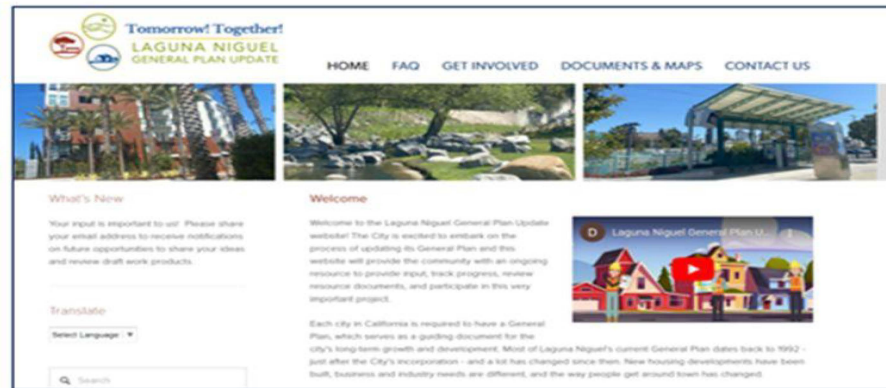 Tomorrow! Together!
LAGUNA NIGUEL
GENERAL PLAN UPDATE
HOME FAQ GET INVOLVED DOCUMENTS & MAPS CONTACT US
What's New
Your input is important to us! Please share
your email address to receive notifications
on future opportunities to share your ideas
and review draft work products.
Translate
Select Language ▼
Search
Welcome
Welcome to the Laguna Niguel General Plan Update
website! The City is excited to embark on the
process of updating its General Plan and this
website will provide the community with an ongoing
resource to provide input, track progress, review
resource documents, and participate in this very
important project.
D Laguna Niguel General Plan U...
Each city in California is required to have a General
Plan, which serves as a guiding document for the
city's long-term growth and development. Most of Laguna Niguel's current General Plan dates back to 1992 -
just after the City's incorporation - and a lot has changed since then. New housing developments have been
built, business and industry needs are different, and the way people get around town has changed.